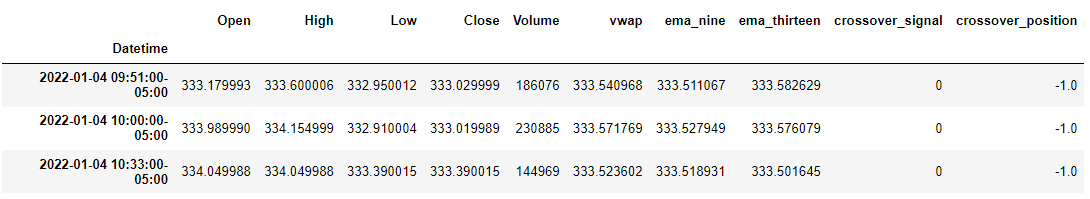 Open High Low Close Volume vwap ema_nine ema_thirteen crossover_signal crossover_position
Datetime
2022-01-04 09:51:00-05:00 333.179993 333.600006 332.950012 333.029999 186076 333.540968 333.511067 333.582629 0 -1.0
2022-01-04 10:00:00-05:00 333.989990 334.154999 332.910004 333.019989 230885 333.571769 333.527949 333.576079 0 -1.0
2022-01-04 10:33:00-05:00 334.049988 334.049988 333.390015 333.390015 144969 333.523602 333.518931 333.501645 0 -1.0